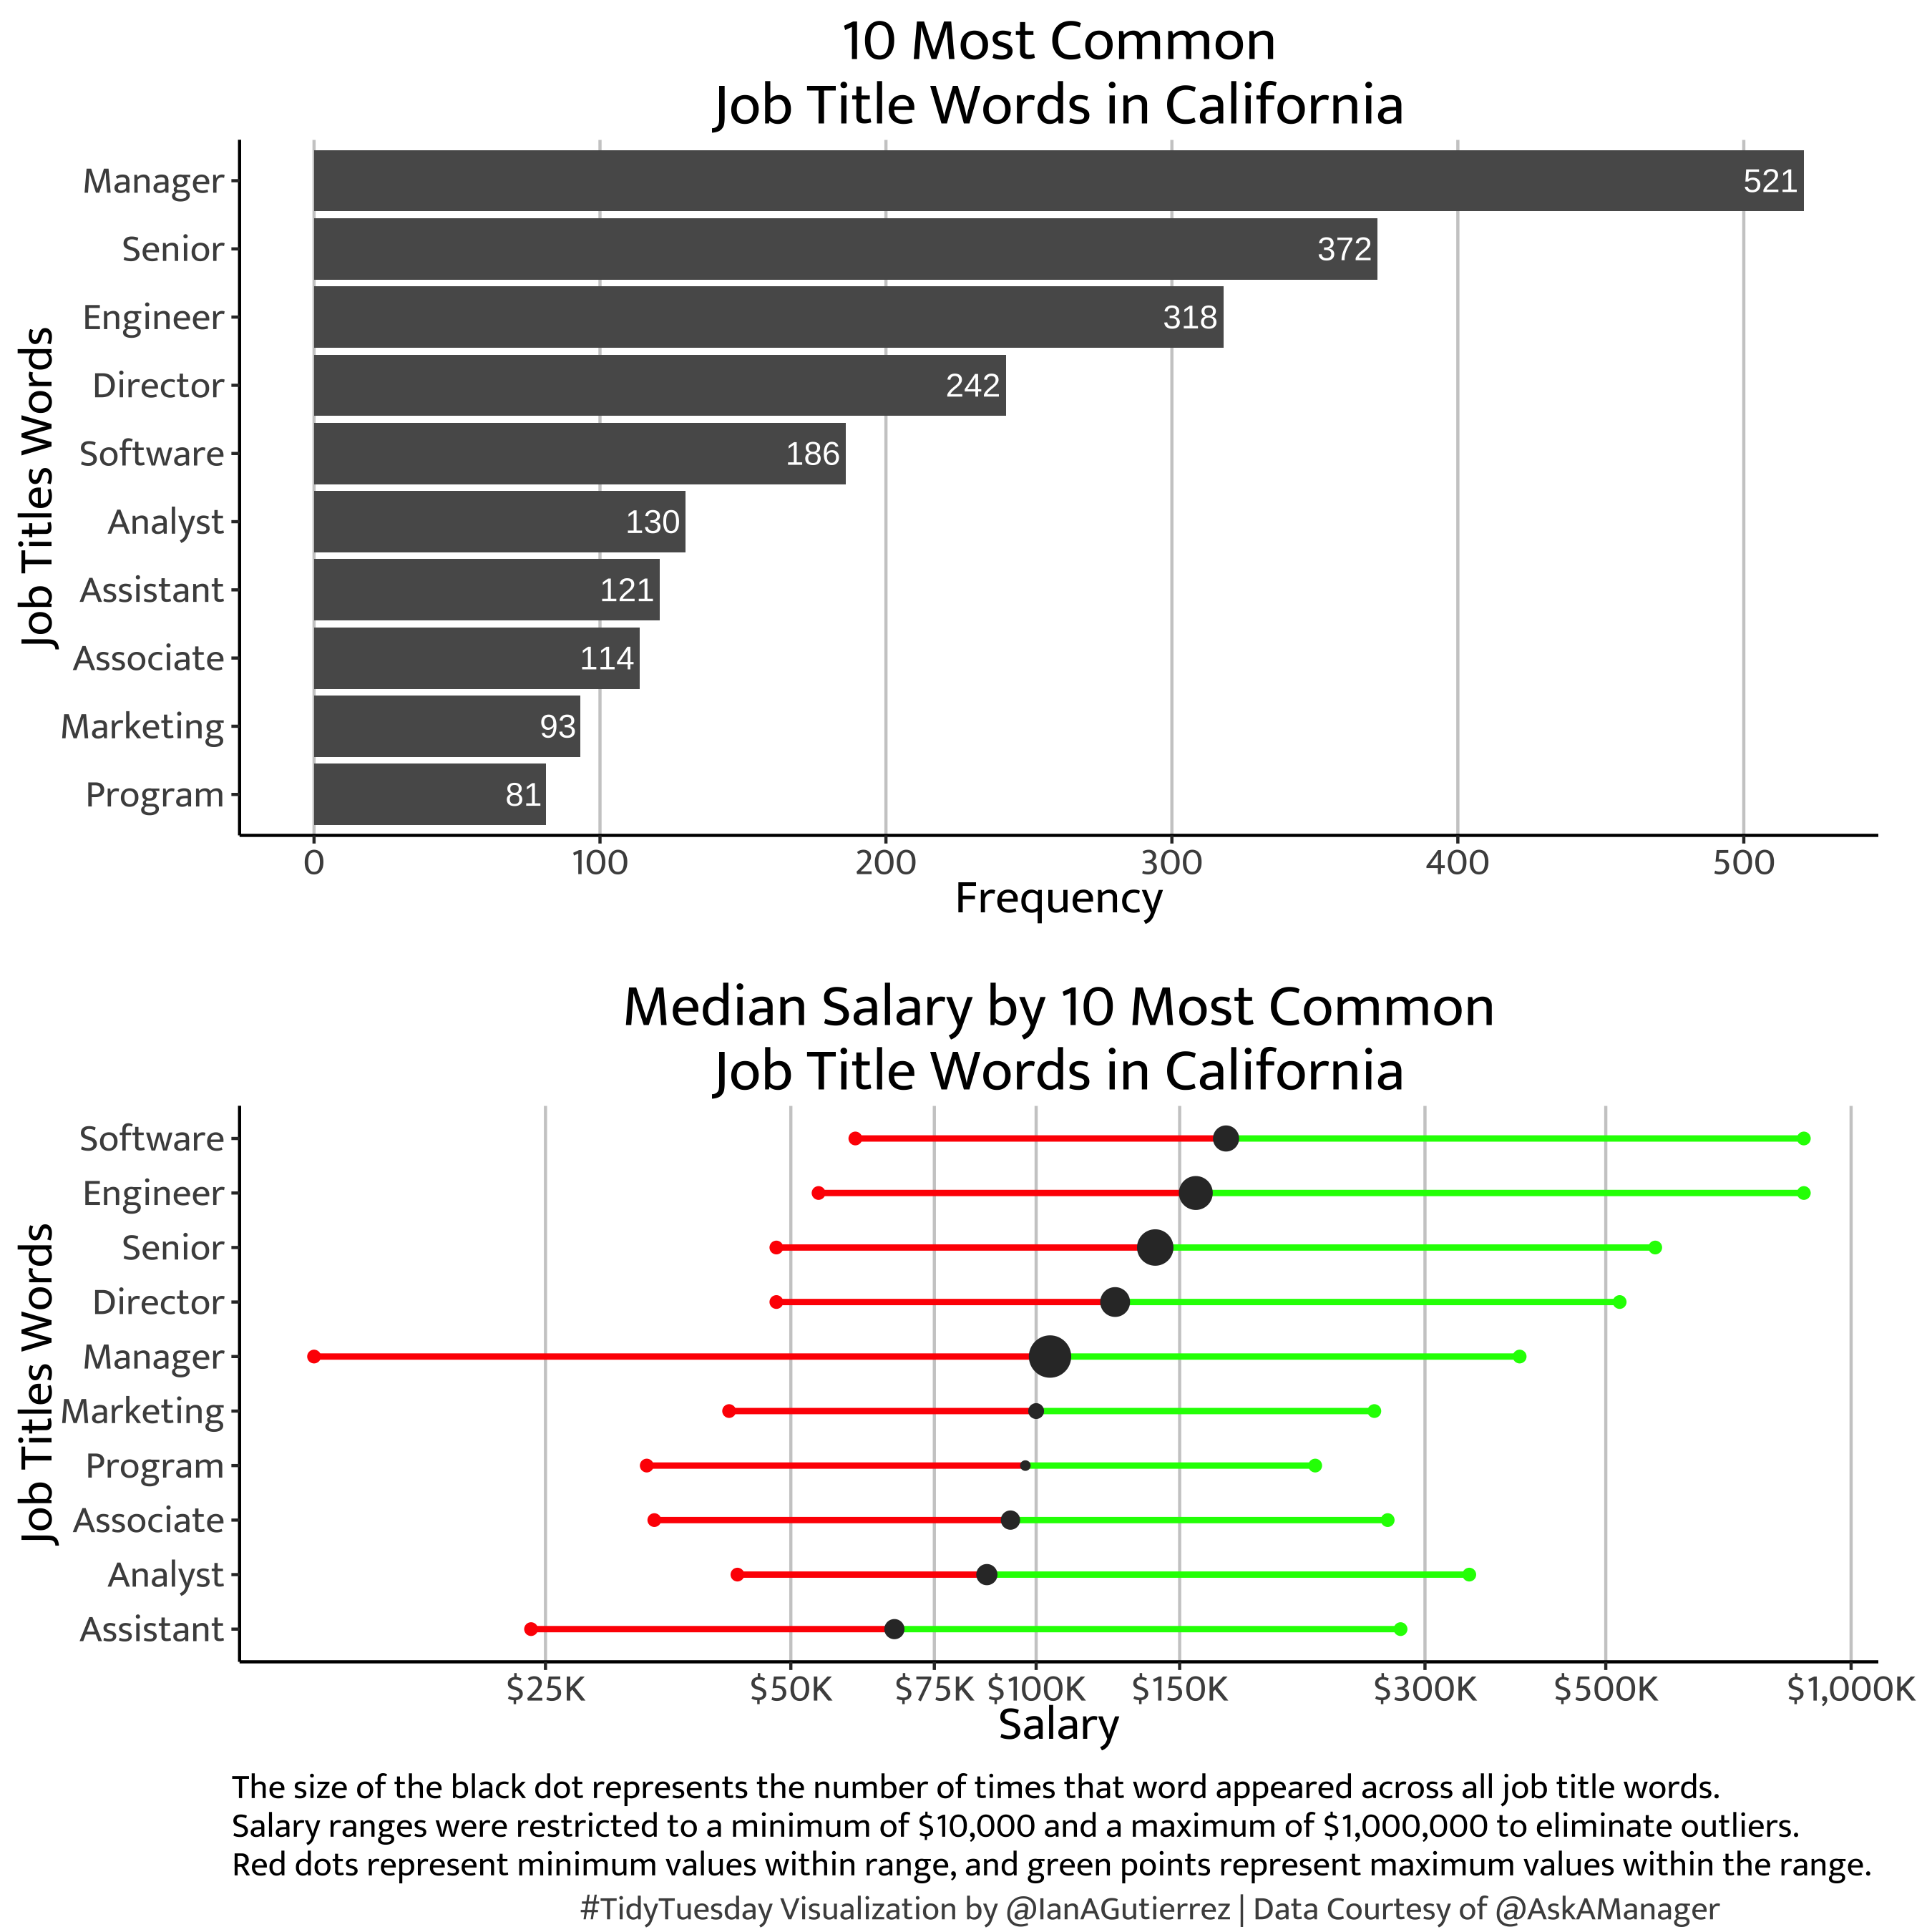 10 Most Common
Job Title Words in California
Job Titles Words
Manager 521
Senior 372
Engineer 318
Director 242
Software 186
Analyst 130
Assistant 121
Associate 114
Marketing 93
Program 81
0 100 200 300 400 500
Frequency
Median Salary by 10 Most Common
Job Title Words in California
Job Titles Words
Software
Engineer
Senior
Director
Manager
Marketing
Program
Associate
Analyst
Assistant
$25K $50K $75K $100K $150K $300K $500K $1,000K
Salary
The size of the black dot represents the number of times that word appeared across all job title words.
Salary ranges were restricted to a minimum of $10,000 and a maximum of $1,000,000 to eliminate outliers.
Red dots represent minimum values within range, and green points represent maximum values within the range.
#TidyTuesday Visualization by @IanAGutierrez | Data Courtesy of @AskAManager